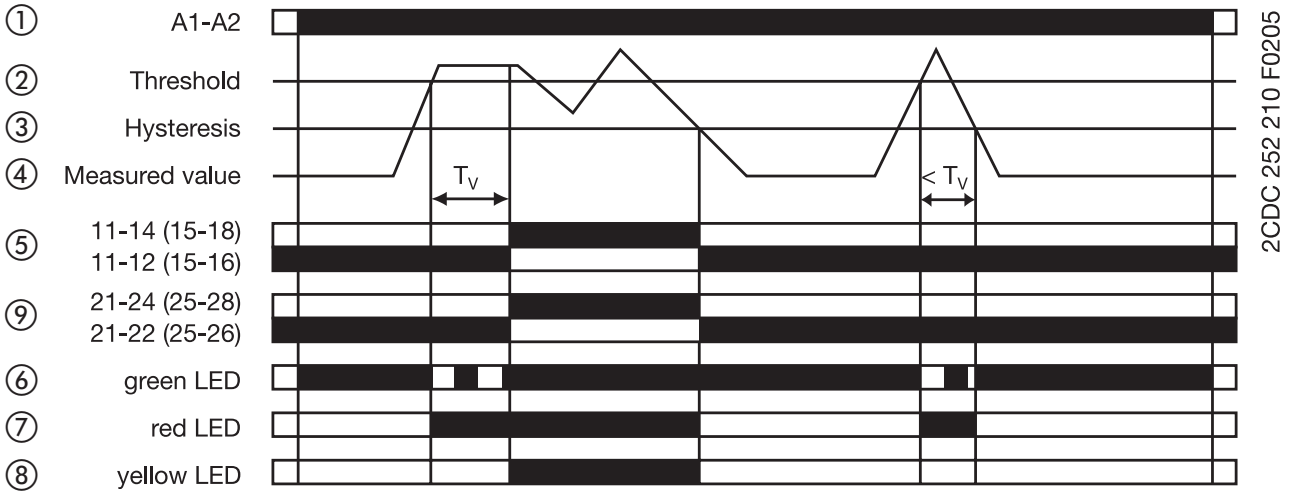 ① A1-A2
② Threshold
③ Hysteresis
④ Measured value
TV
< TV
⑤ 11-14 (15-18)
11-12 (15-16)
⑨ 21-24 (25-28)
21-22 (25-26)
⑥ green LED
⑦ red LED
⑧ yellow LED
2CDC 252 210 F0205